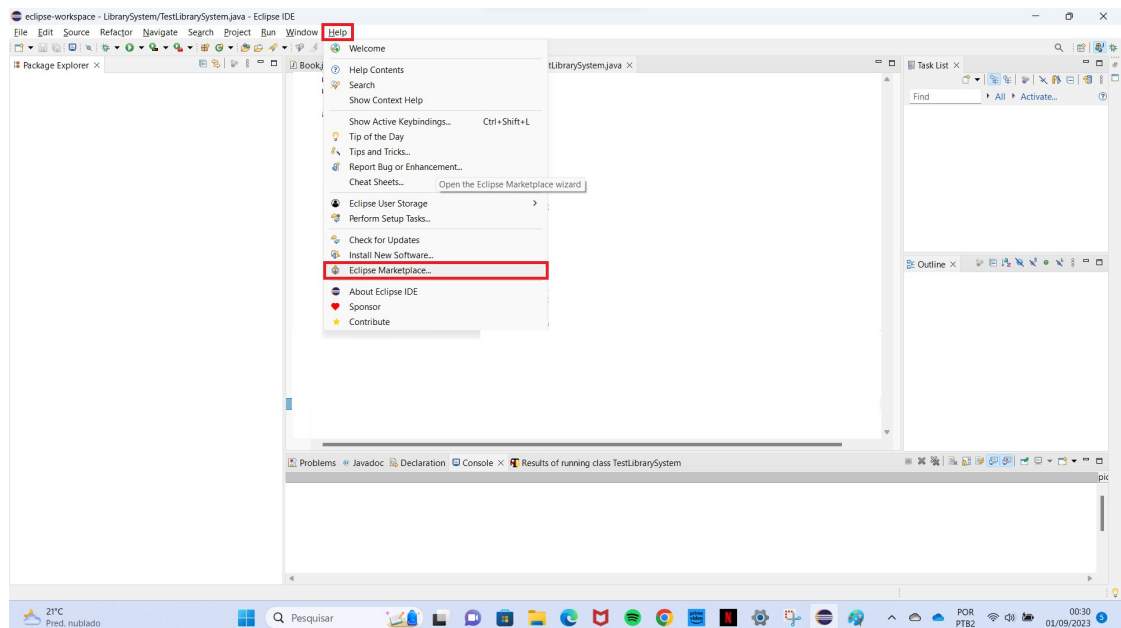 eclipse-workspace - LibrarySystem/TestLibrarySystem.java - Eclipse IDE
File Edit Source Refactor Navigate Search Project Run Window Help
Package Explorer
Book.j
tLibrarySystem.java
Task List
Welcome
Help Contents
Search
Show Context Help
Show Active Keybindings... Ctrl+Shift+L
Tip of the Day
Tips and Tricks...
Report Bug or Enhancement...
Cheat Sheets...
Open the Eclipse Marketplace wizard
Eclipse User Storage
Perform Setup Tasks...
Check for Updates
Install New Software...
Eclipse Marketplace...
About Eclipse IDE
Sponsor
Contribute
Find All Activate...
Outline
Problems Javadoc Declaration Console Results of running class TestLibrarySystem
pic
21°C
Pred. nublado
Pesquisar
prime video
N
POR
PTB2
00:30
01/09/2023
5